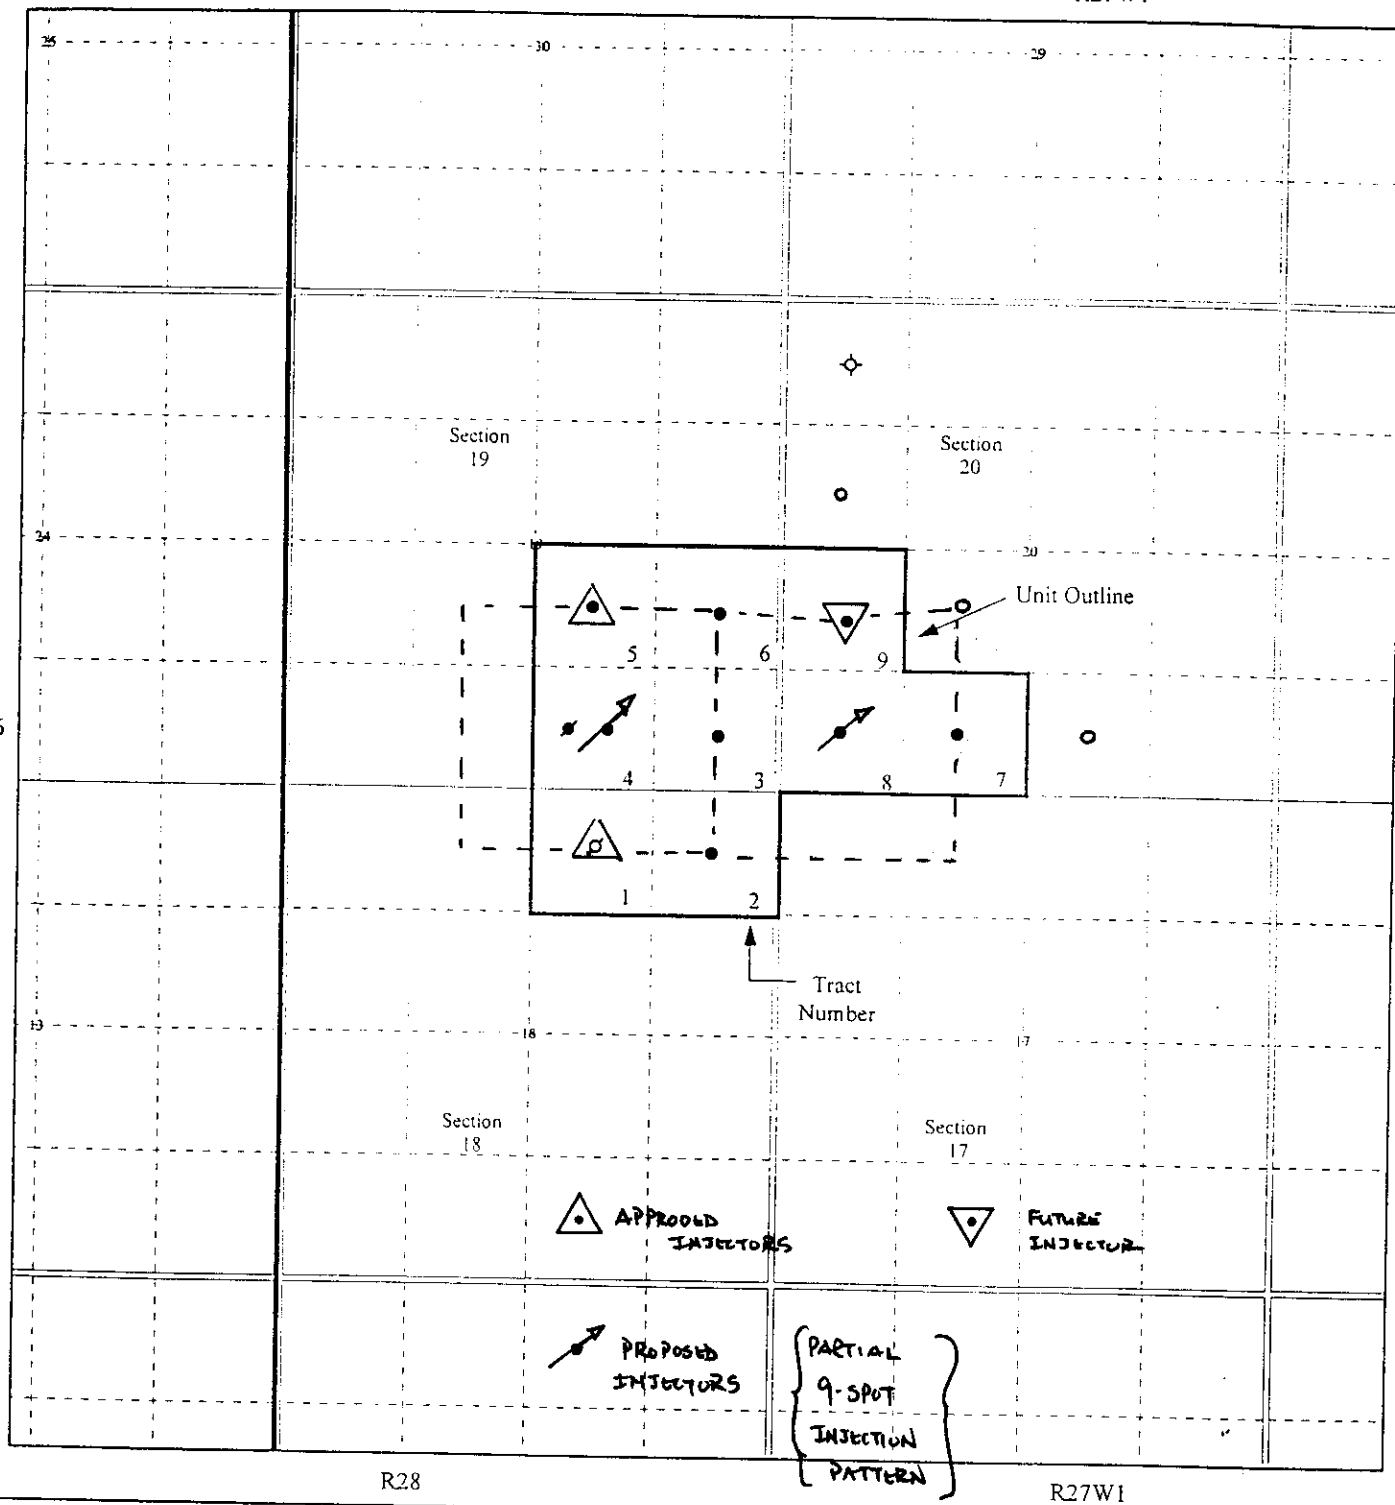 25
30
29
Section
19
Section
20
24
20
Unit Outline
5
6
9
4
3
8
7
1
2
Tract
Number
13
18
17
Section
18
Section
17
APPROVED
INJECTORS
FUTURE
INJECTOR
PROPOSED
INJECTORS
PARTIAL
9-SPOT
INJECTION
PATTERN
R28
R27W1